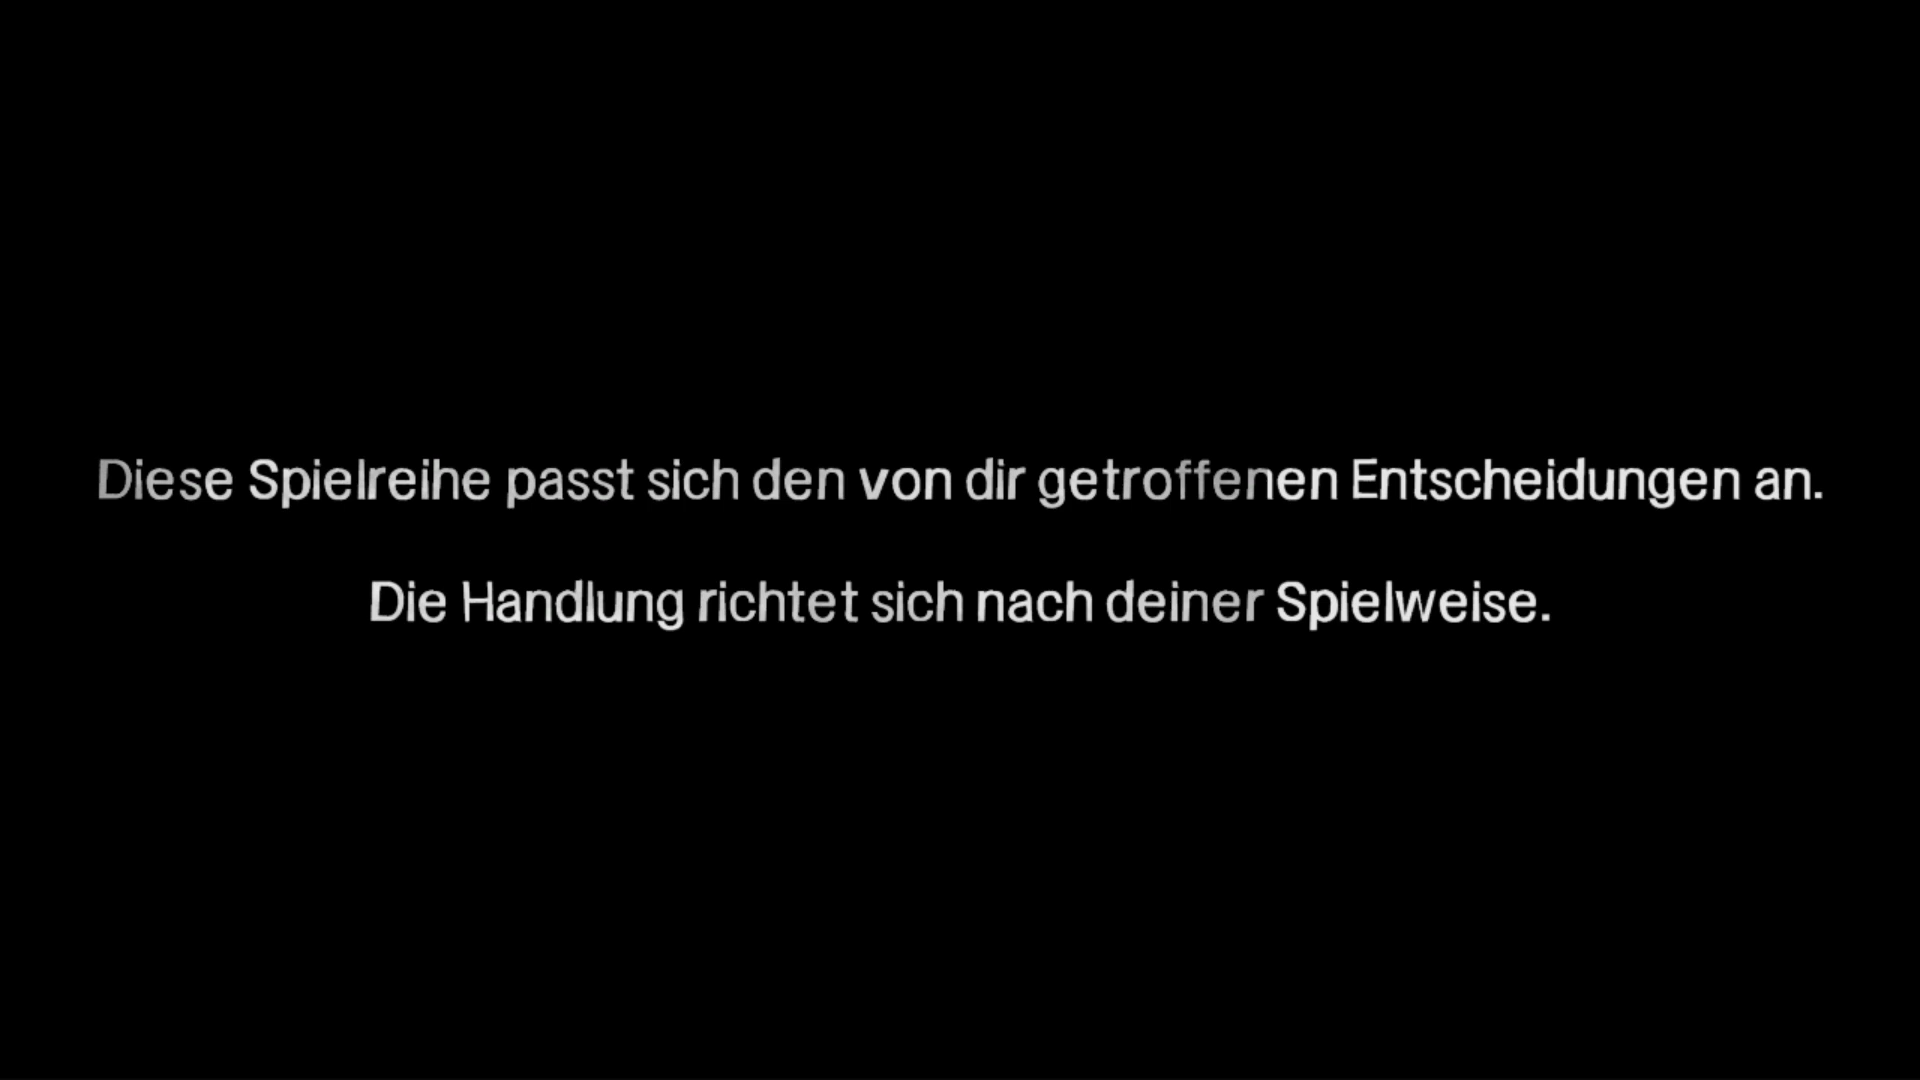 Diese Spielreihe passt sich den von dir getroffenen Entscheidungen an.
Die Handlung richtet sich nach deiner Spielweise.